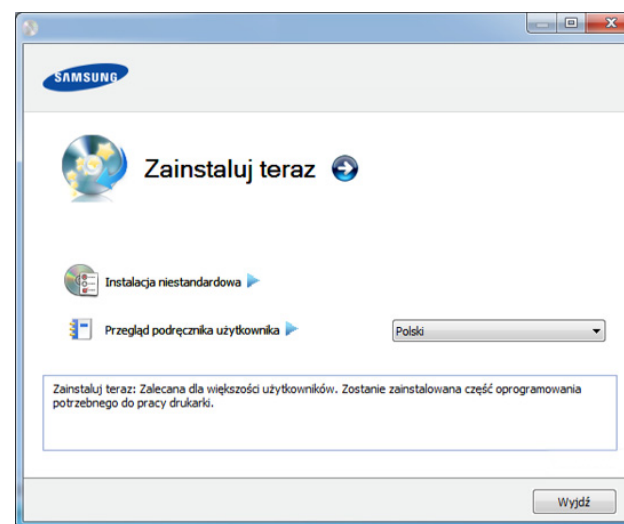 SAMSUNG
Zainstaluj teraz
Instalacja niestandardowa
Przegląd podręcznika użytkownika
Polski
Zainstaluj teraz: Zalecana dla większości użytkowników. Zostanie zainstalowana część oprogramowania
potrzebnego do pracy drukarki.
Wyjdź